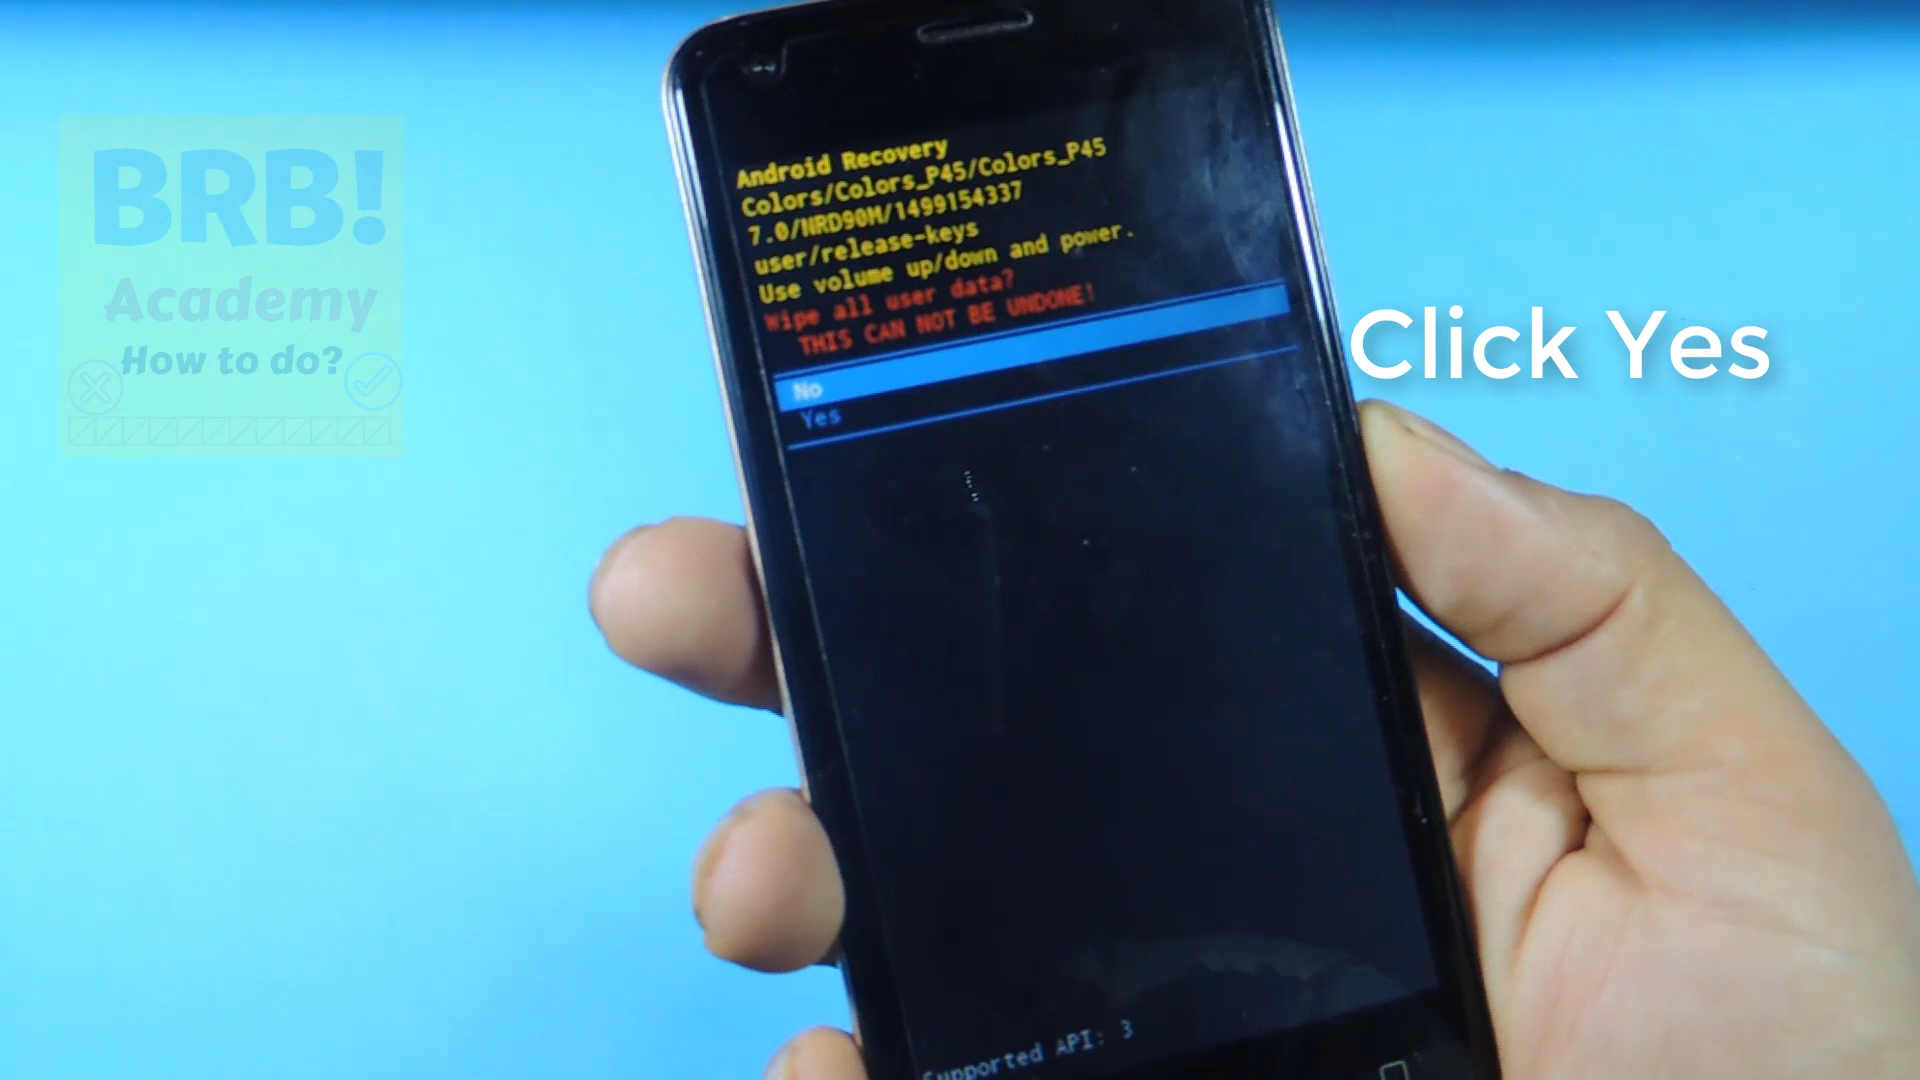 BRB!
Academy
How to do?
Android Recovery
Colors/Colors_P45/Colors_P45
7.0/NRD90M/1499154337
user/release-keys
Use volume up/down and power.
Wipe all user data?
THIS CAN NOT BE UNDONE!
No
Yes
Click Yes
Supported API: 3